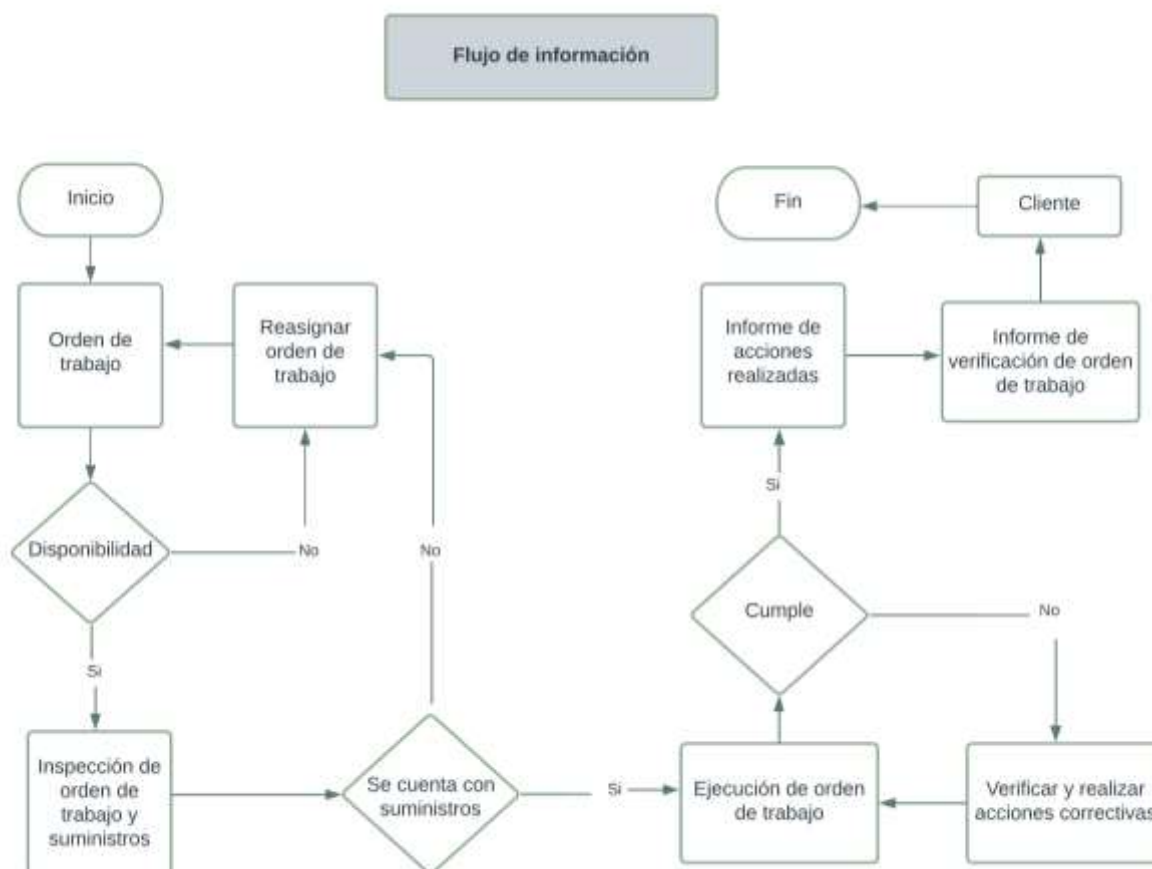 Flujo de información
Inicio
Orden de
trabajo
Reasignar
orden de
trabajo
Disponibilidad
No
No
Si
Inspección de
orden de
trabajo y
suministros
Se cuenta con
suministros
Si
Fin
Cliente
Informe de
acciones
realizadas
Informe de
verificación de orden
de trabajo
Si
Cumple
No
Ejecución de orden
de trabajo
Verificar y realizar
acciones correctivas